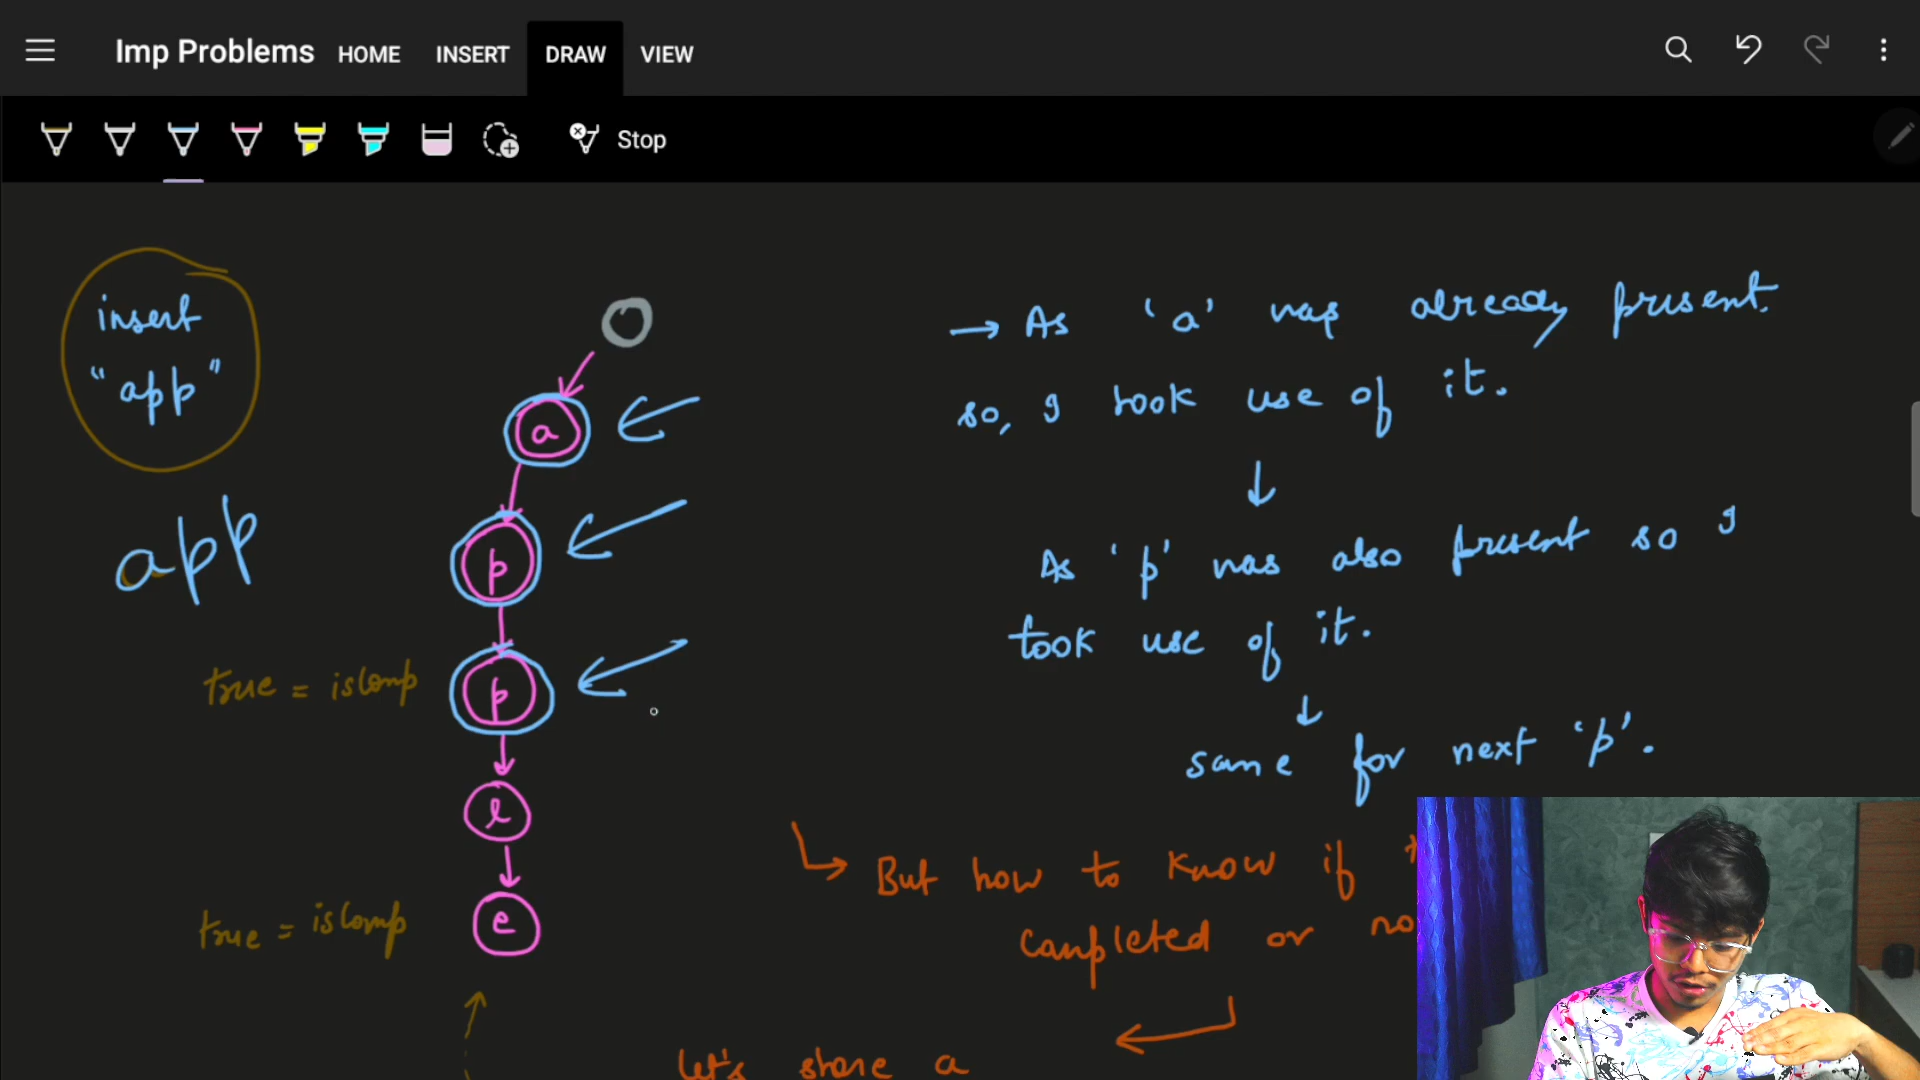 Imp Problems HOME INSERT DRAW VIEW
Stop
insert
"app"
app
a
p
true = isComp
p
l
true = isComp
e
→ As 'a' was already present.
so, I took use of it.
↓
As 'p' was also present so I
took use of it.
↓
same for next 'p'.
But how to know if
completed or no
let's store a